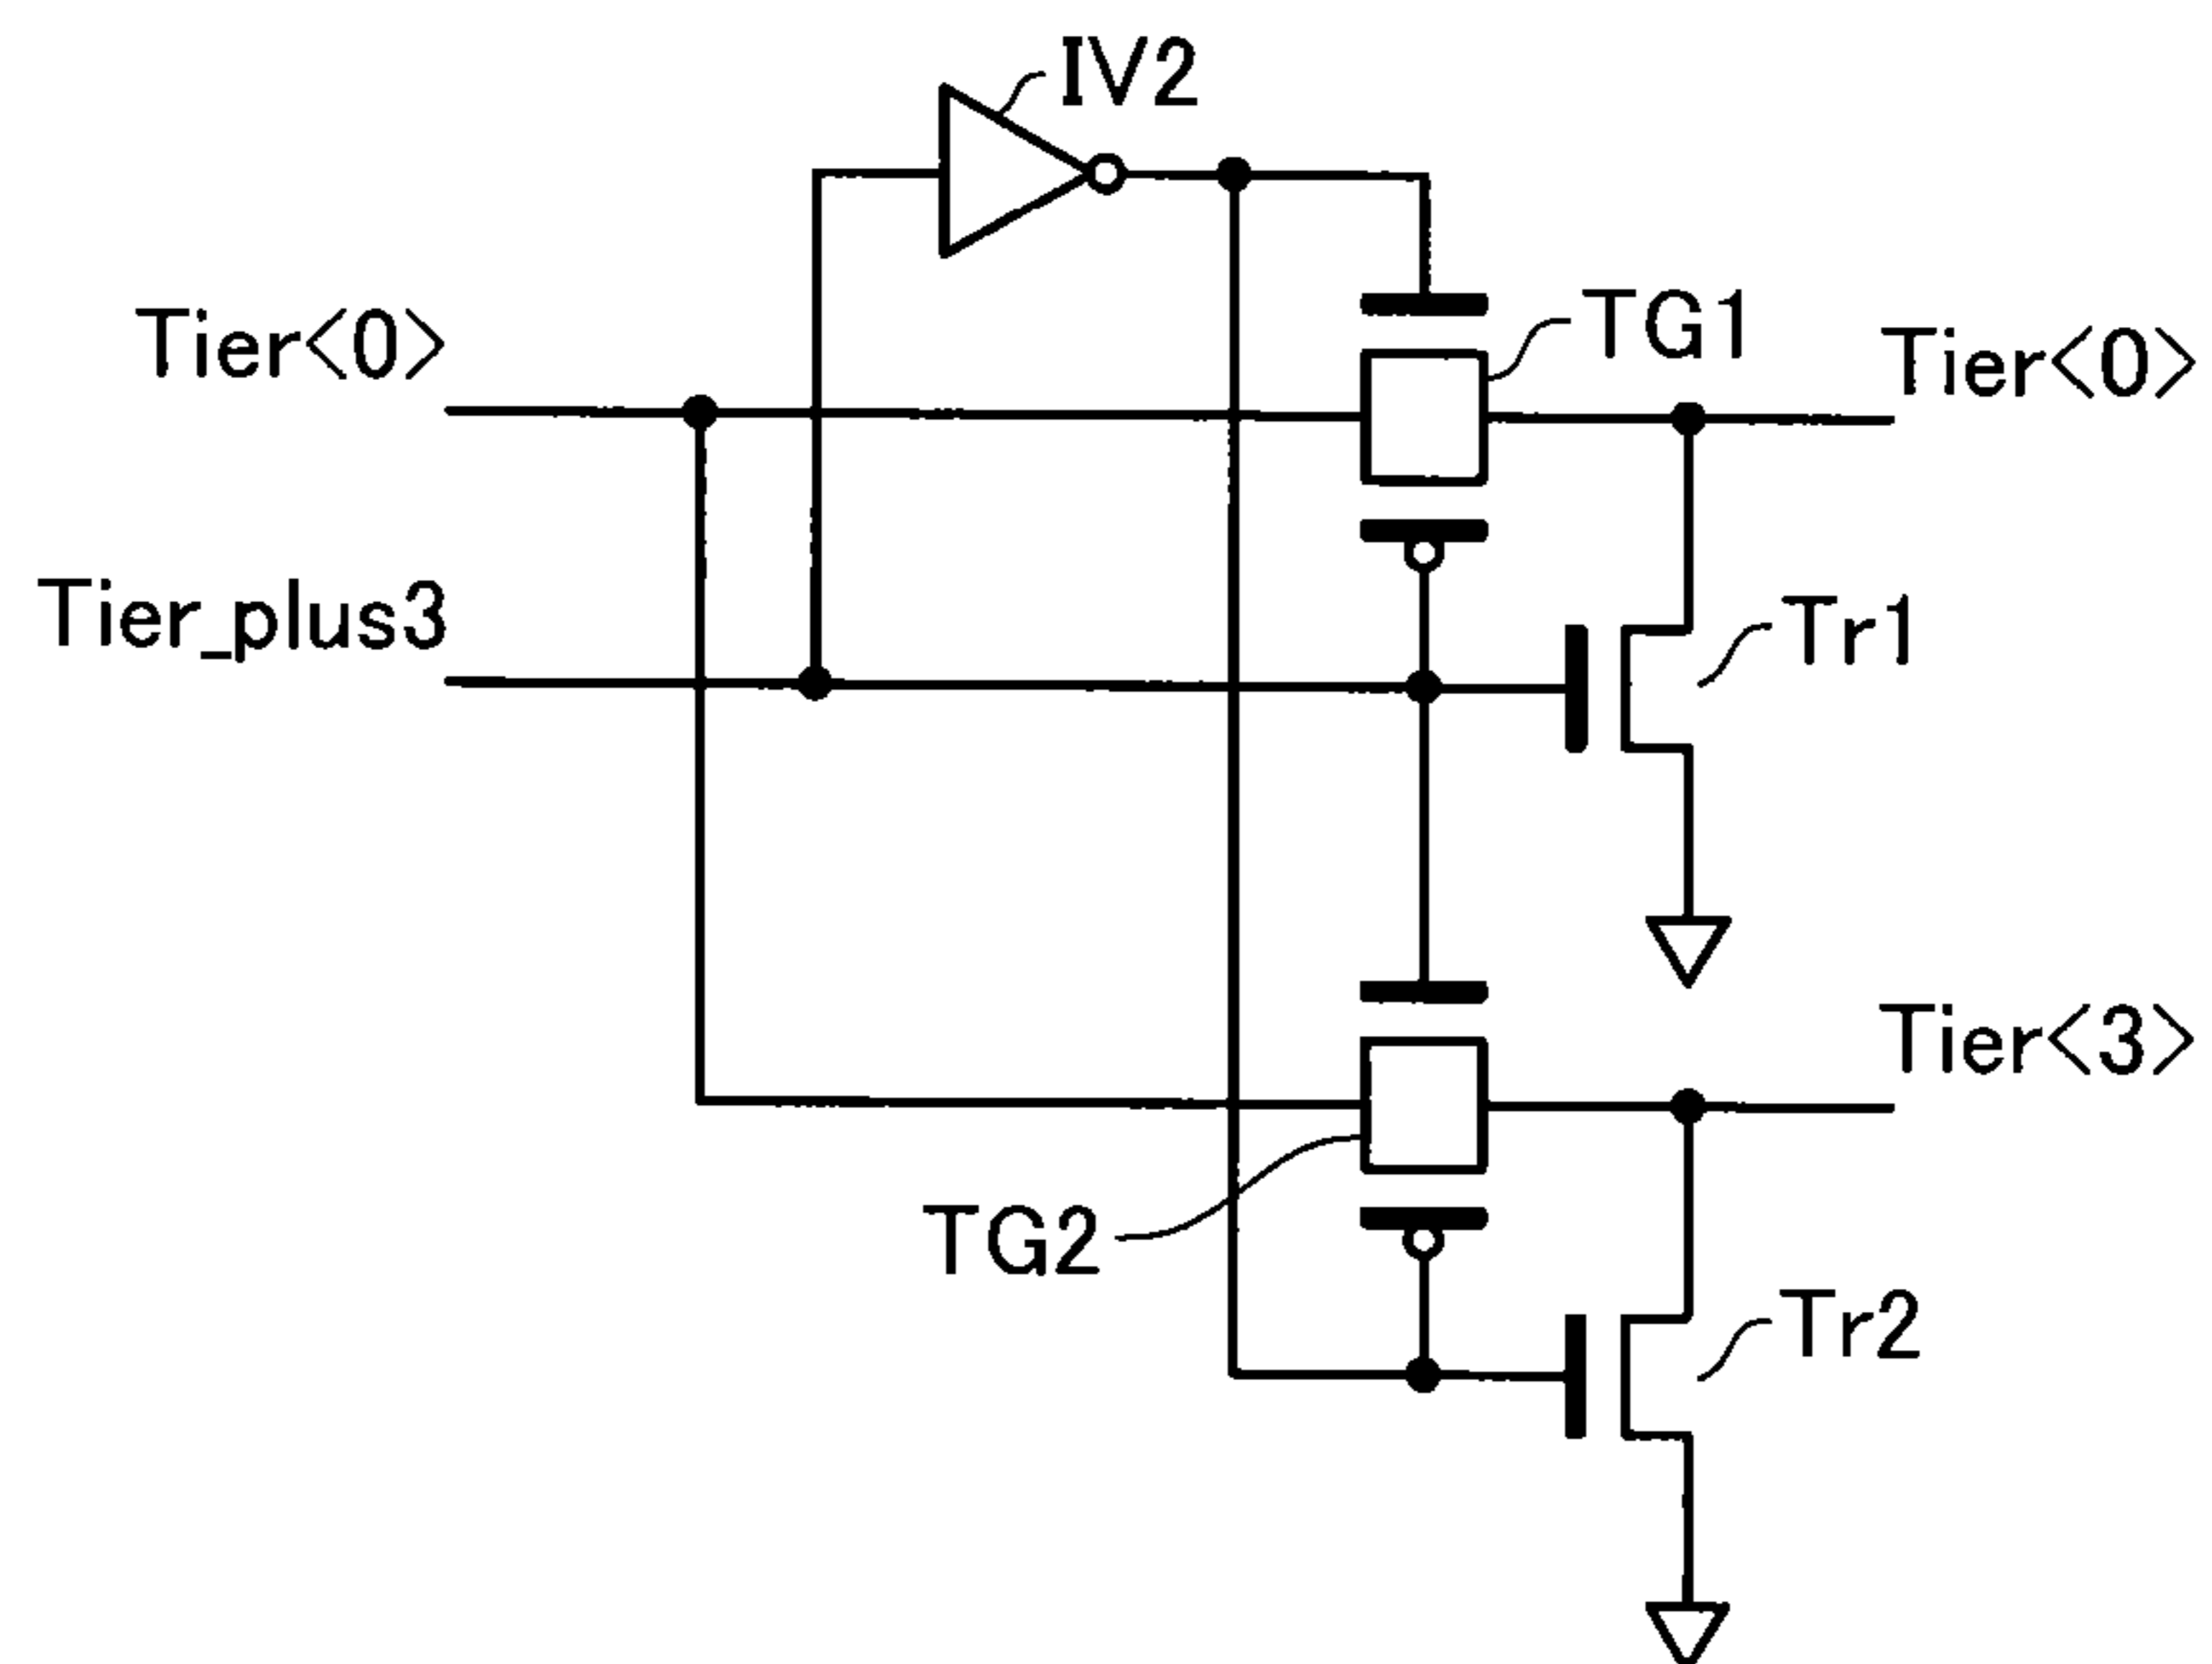 IV2
Tier<0>
TG1
Tier<0>
Tier_plus3
Tr1
Tier<3>
TG2
Tr2